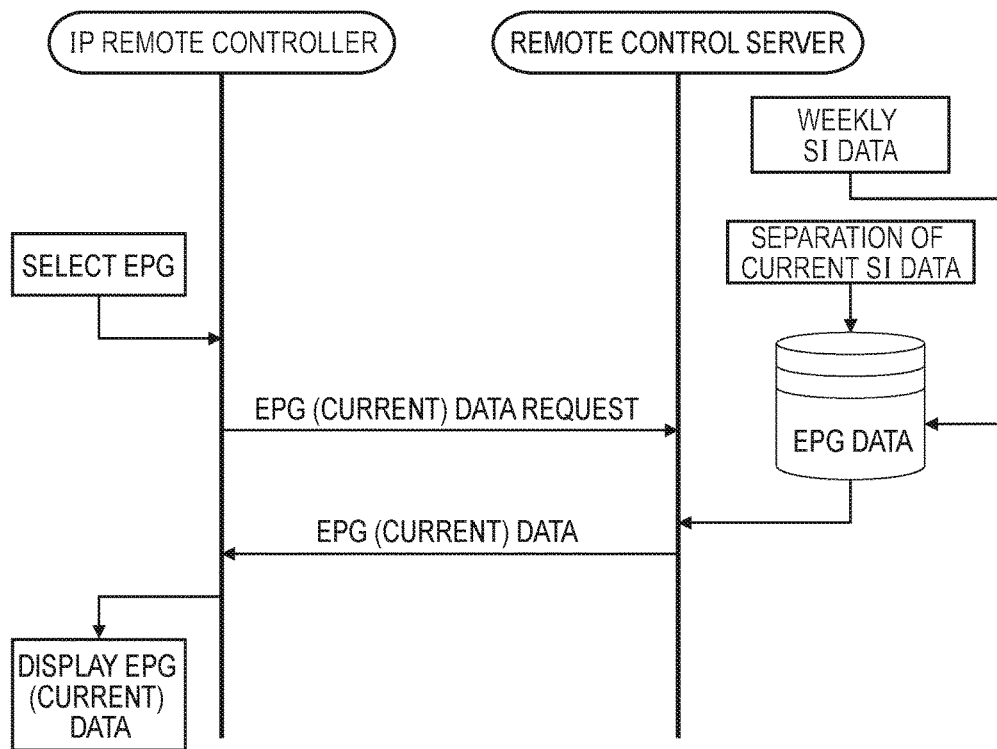 IP REMOTE CONTROLLER
REMOTE CONTROL SERVER
WEEKLY
SI DATA
SELECT EPG
SEPARATION OF
CURRENT SI DATA
EPG (CURRENT) DATA REQUEST
EPG DATA
EPG (CURRENT) DATA
DISPLAY EPG
(CURRENT)
DATA